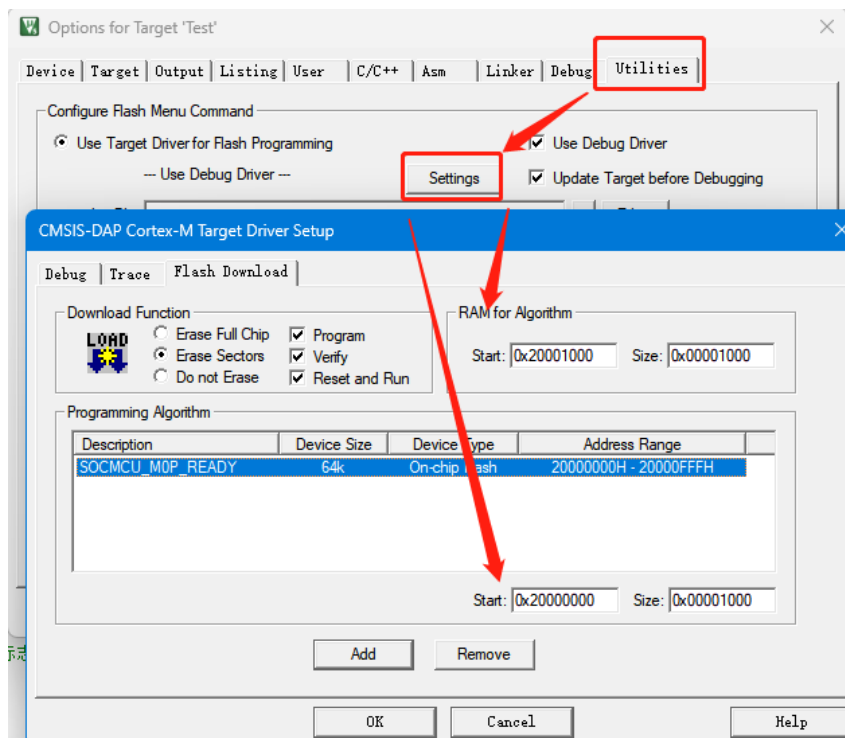 Options for Target 'Test'
Device Target Output Listing User C/C++ Asm Linker Debug Utilities
Configure Flash Menu Command
Use Target Driver for Flash Programming
Use Debug Driver
--- Use Debug Driver ---
Settings
Update Target before Debugging
CMSIS-DAP Cortex-M Target Driver Setup
Debug Trace Flash Download
Download Function
LOAD
Erase Full Chip
Erase Sectors
Do not Erase
Program
Verify
Reset and Run
RAM for Algorithm
Start: 0x20001000 Size: 0x00001000
Programming Algorithm
Description Device Size Device Type Address Range
SOCMCU_M0P_READY 64k On-chip Flash 20000000H - 20000FFFH
Start: 0x20000000 Size: 0x00001000
标志
Add Remove
OK Cancel Help